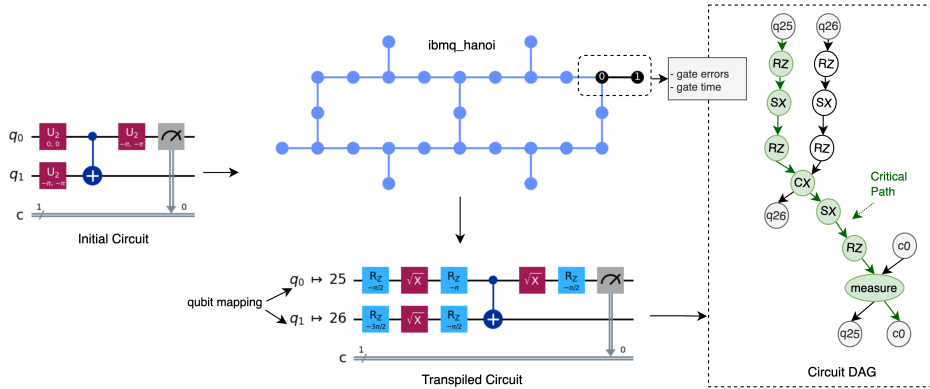 ibmq_hanoi
0 1
- gate errors
- gate time
q0 U2 0, 0 U2 -π, -π
q1 U2 -π, -π
c 1 0
Initial Circuit
qubit mapping
q0 ↦ 25 RZ -π/2 √X RZ -π √X RZ -π/2
q1 ↦ 26 RZ -3π/2 √X RZ -π/2
c 1 0
Transpiled Circuit
q25 q26
RZ RZ
SX SX
RZ RZ
CX
Critical
Path
q26 SX
RZ c0
measure
q25 c0
Circuit DAG